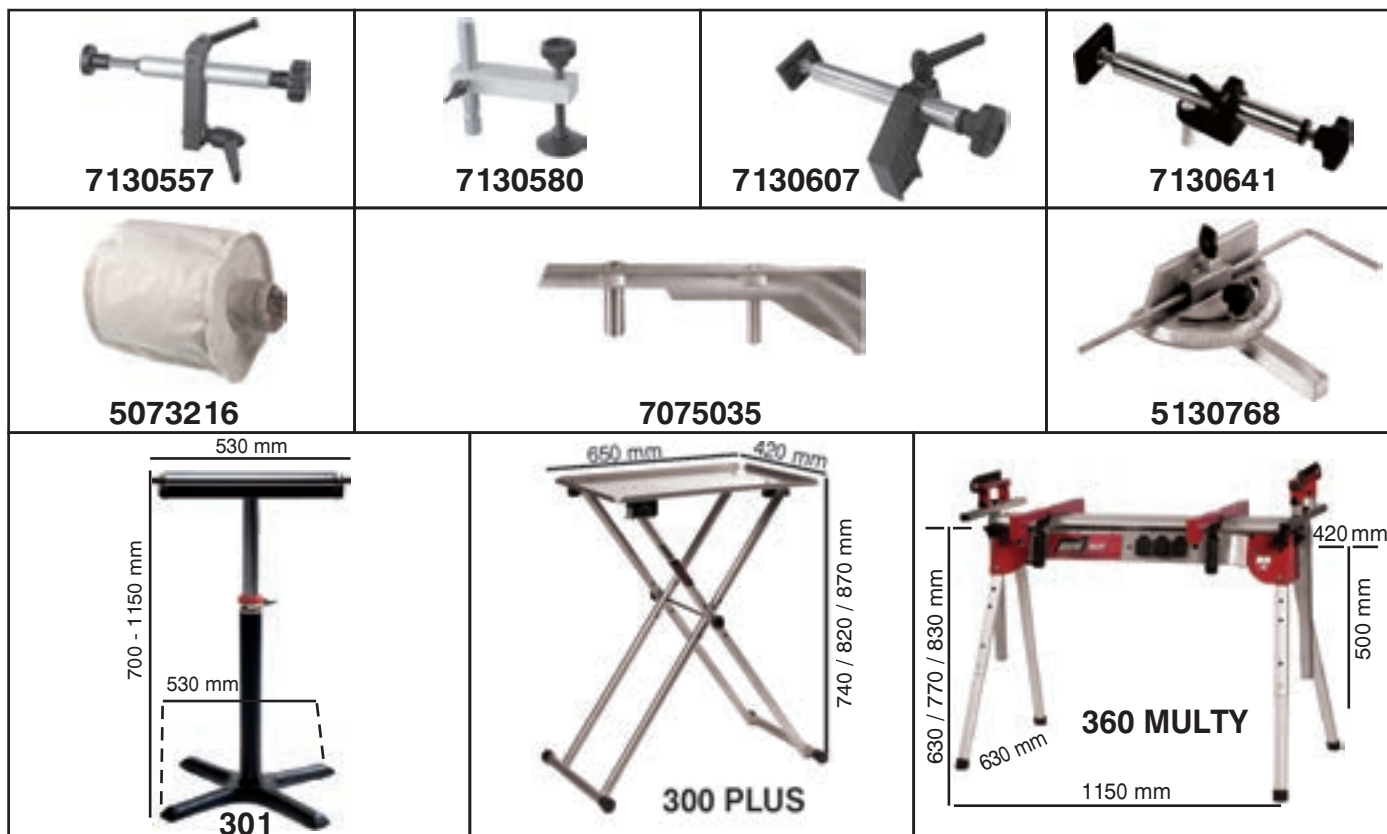 7130557
7130580
7130607
7130641
5073216
7075035
5130768
530 mm
700 - 1150 mm
530 mm
301
650 mm
420 mm
740 / 820 / 870 mm
300 PLUS
420 mm
500 mm
630 / 770 / 830 mm
630 mm
360 MULTY
1150 mm